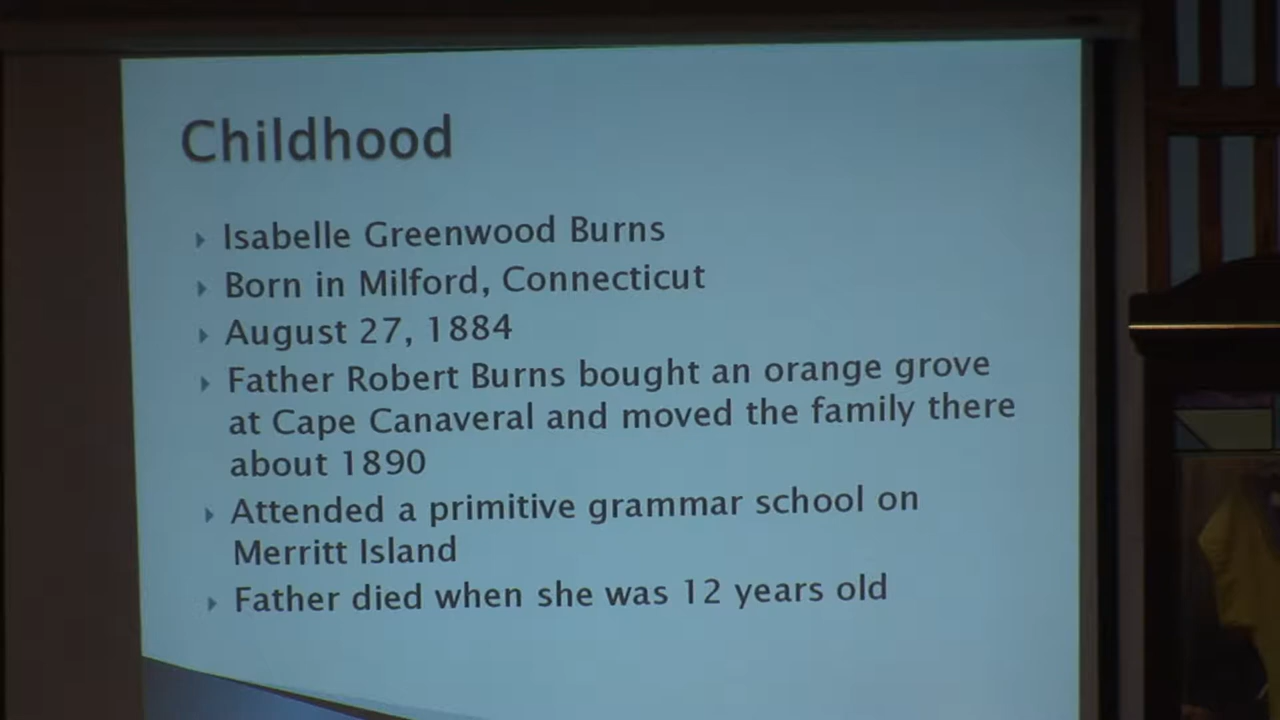 Childhood
Isabelle Greenwood Burns
Born in Milford, Connecticut
August 27, 1884
Father Robert Burns bought an orange grove
at Cape Canaveral and moved the family there
about 1890
Attended a primitive grammar school on
Merritt Island
Father died when she was 12 years old